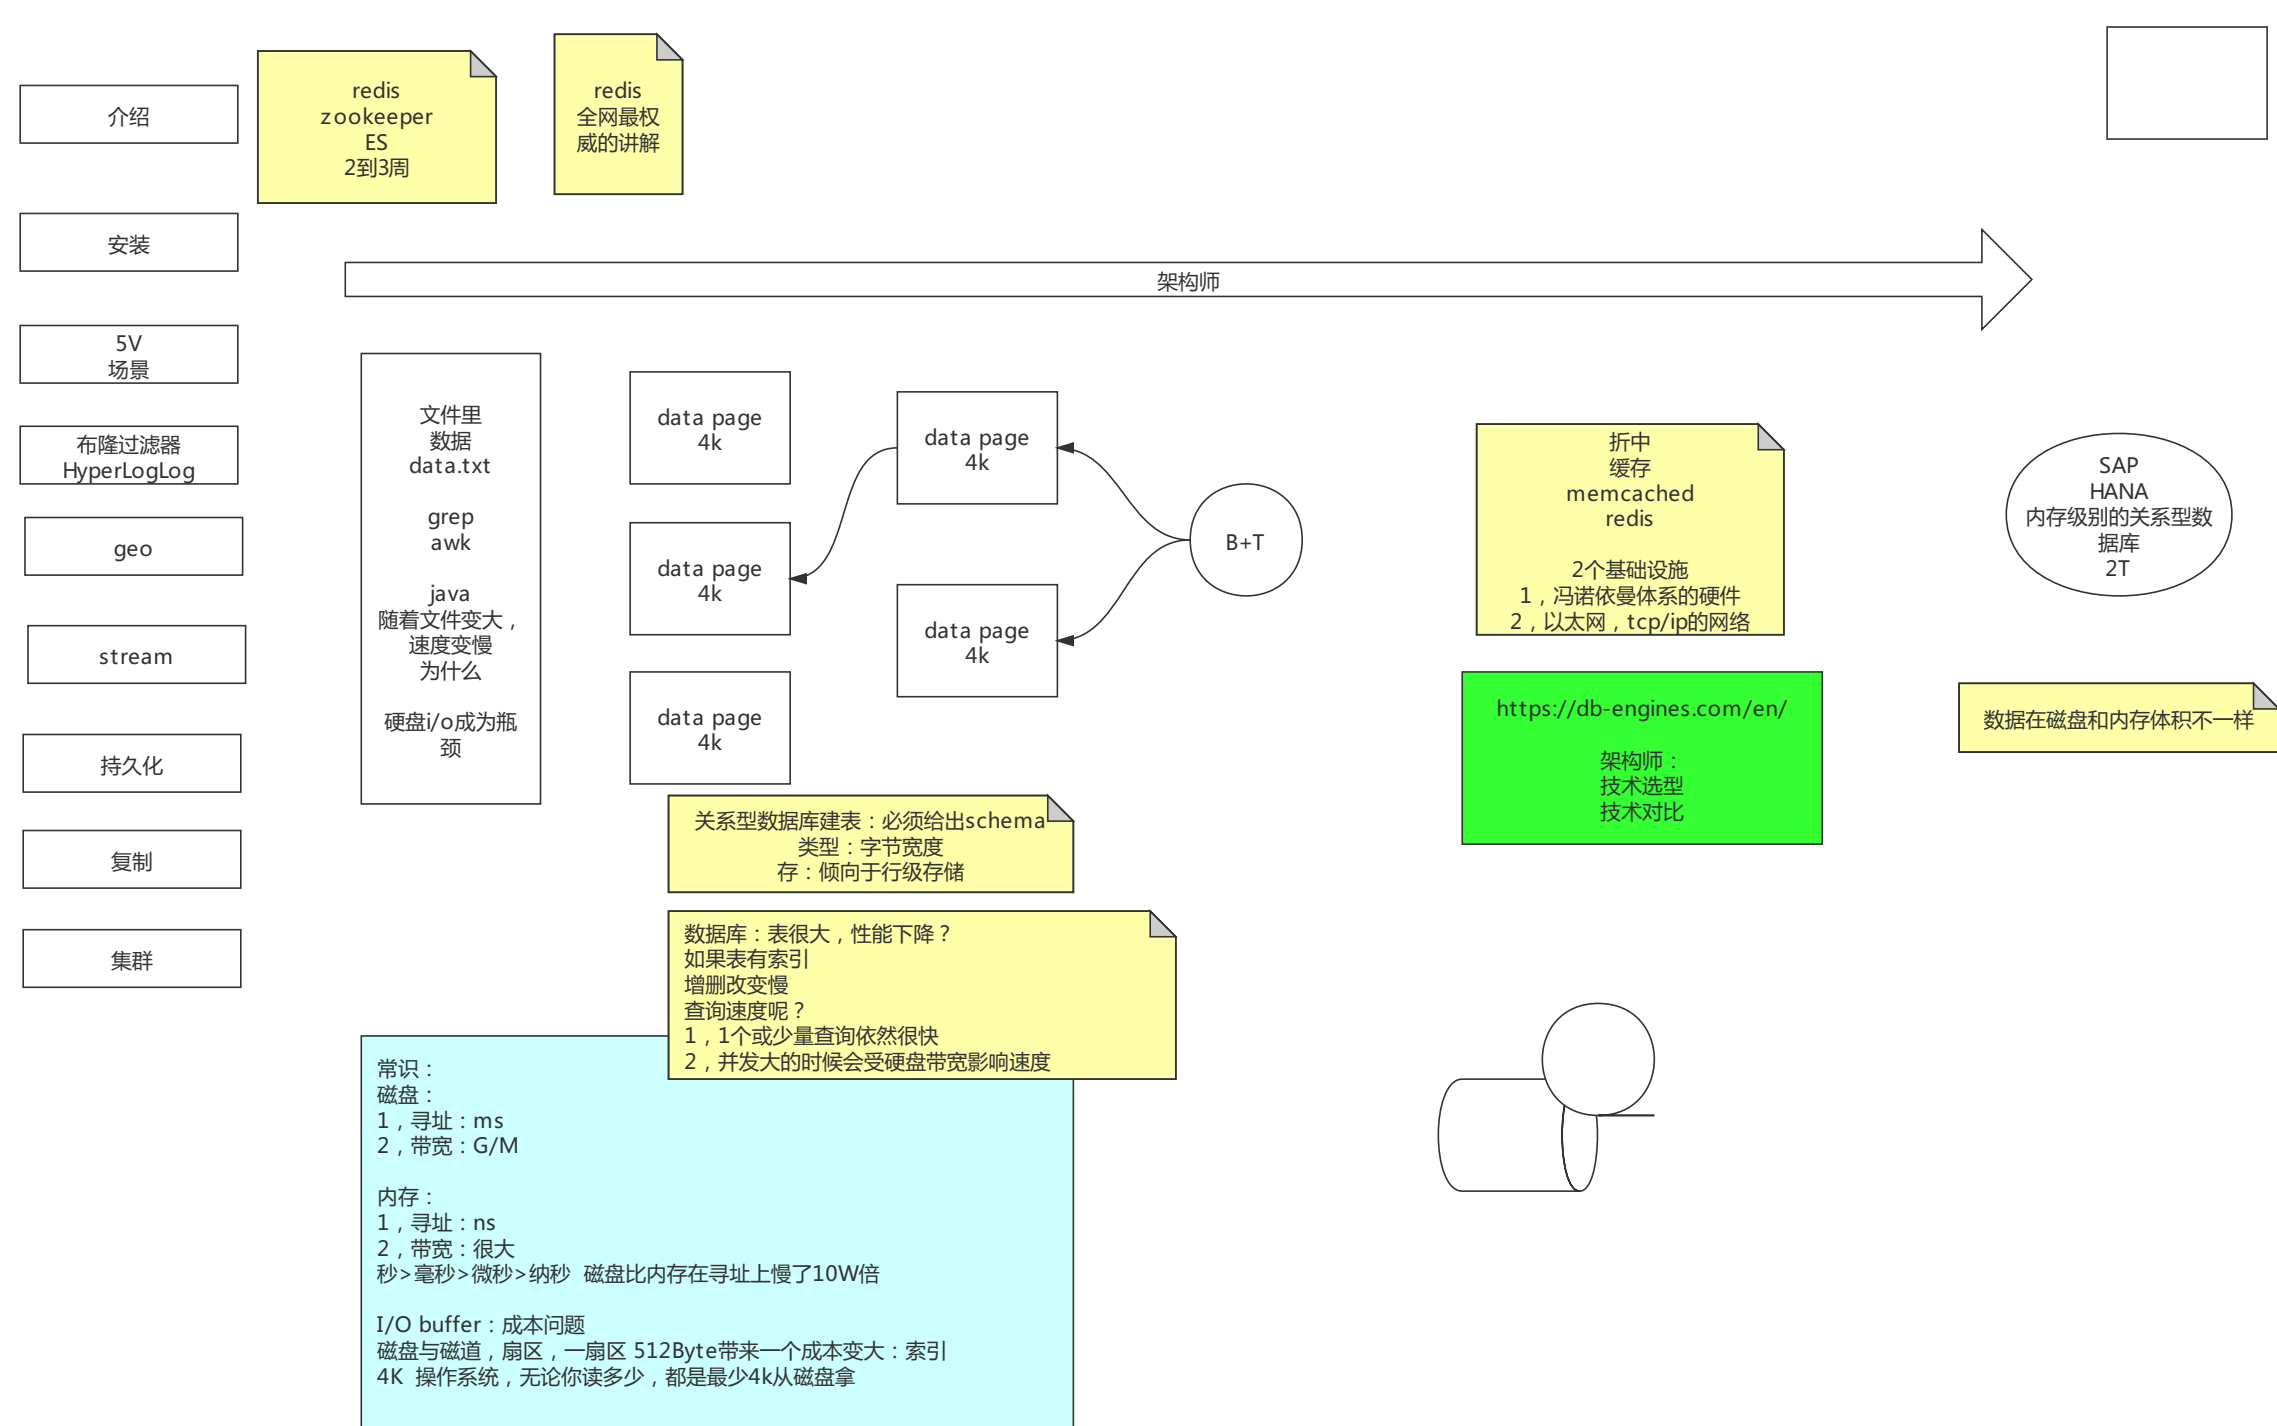 介绍
安装
5V
场景
布隆过滤器
HyperLogLog
geo
stream
持久化
复制
集群
redis
zookeeper
ES
2到3周
redis
全网最权
威的讲解
架构师
文件里
数据
data.txt
grep
awk
java
随着文件变大，
速度变慢
为什么
硬盘i/o成为瓶
颈
data page
4k
data page
4k
data page
4k
data page
4k
data page
4k
B+T
关系型数据库建表：必须给出schema
类型：字节宽度
存：倾向于行级存储
数据库：表很大，性能下降？
如果表有索引
增删改变慢
查询速度呢？
1，1个或少量查询依然很快
2，并发大的时候会受硬盘带宽影响速度
常识：
磁盘：
1，寻址：ms
2，带宽：G/M
内存：
1，寻址：ns
2，带宽：很大
秒>毫秒>微秒>纳秒  磁盘比内存在寻址上慢了10W倍
I/O buffer：成本问题
磁盘与磁道，扇区，一扇区 512Byte带来一个成本变大：索引
4K  操作系统，无论你读多少，都是最少4k从磁盘拿
折中
缓存
memcached
redis
2个基础设施
1，冯诺依曼体系的硬件
2，以太网，tcp/ip的网络
https://db-engines.com/en/
架构师：
技术选型
技术对比
SAP
HANA
内存级别的关系型数
据库
2T
数据在磁盘和内存体积不一样